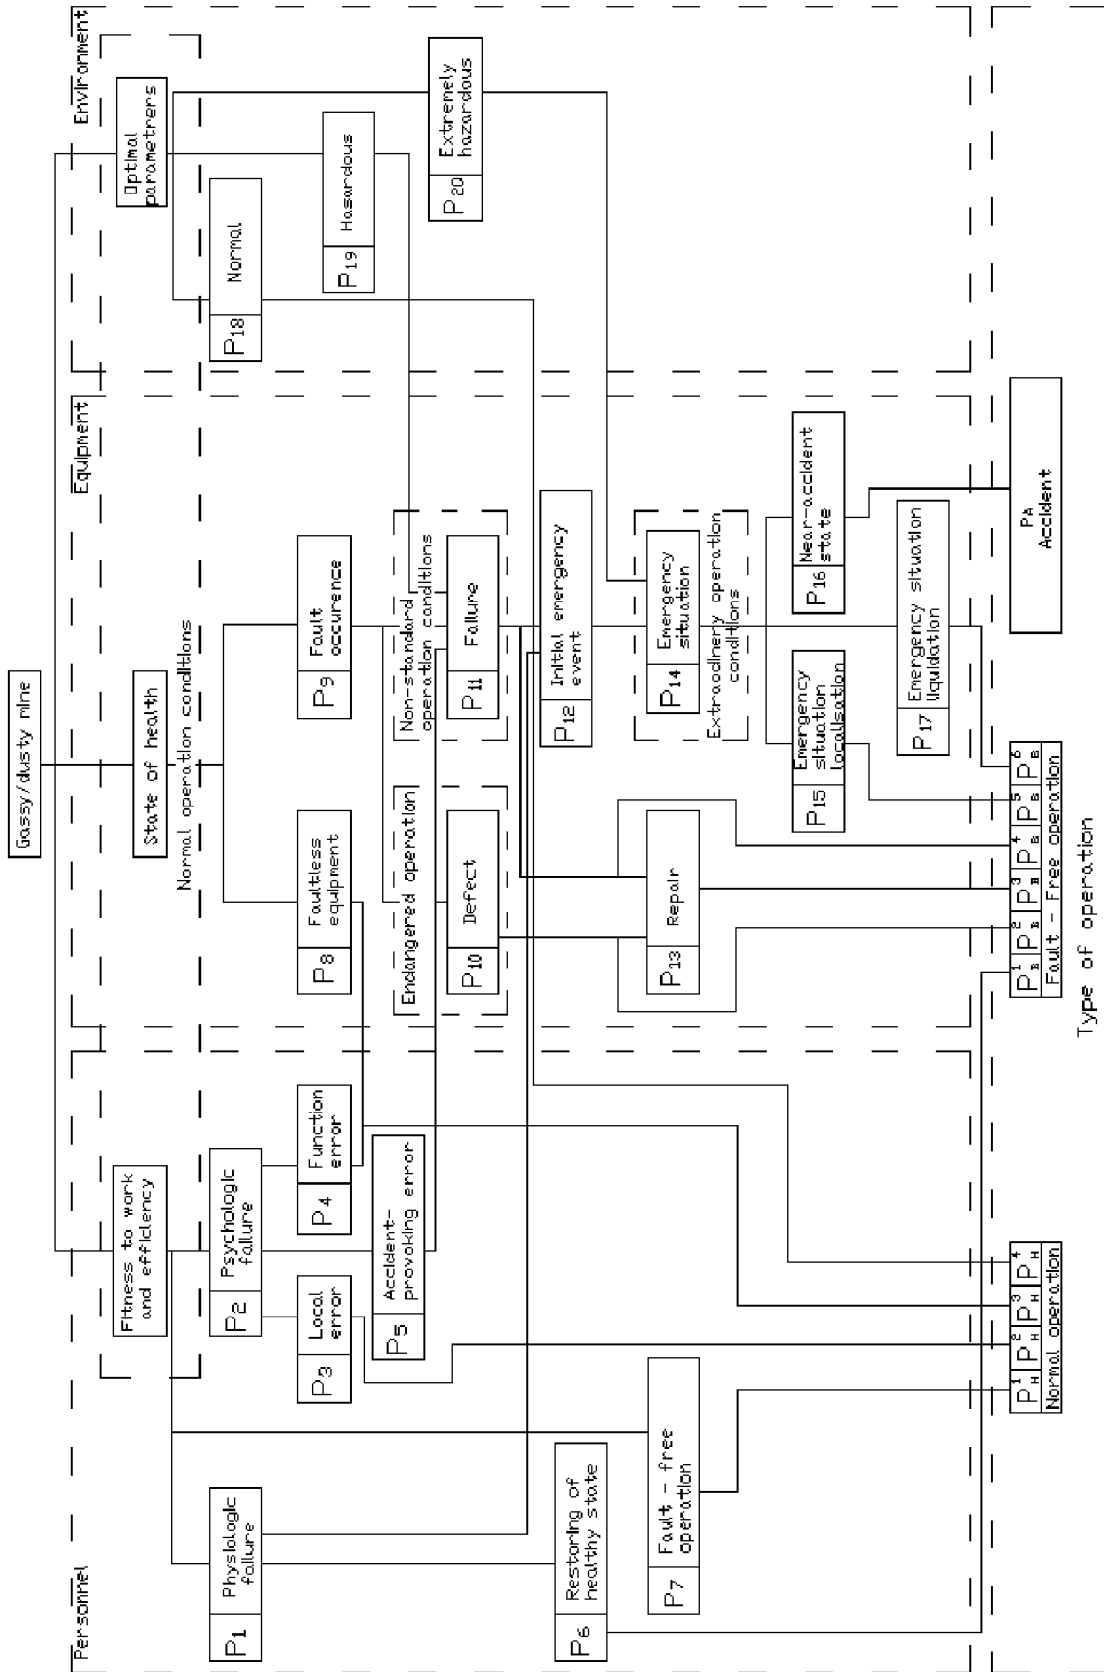 Gassy/dusty mine
Personnel
Equipment
Environment
Fitness to work
and efficiency
State of health
Optimal
parametrers
Normal operation conditions
P1
Physiologic
failure
P2
Psychologic
failure
P18
Normal
P3
Local
error
P4
Function
error
P8
Faultless
equipment
P9
Fault
occurence
P19
Hasardous
P5
Accident-
provoking error
Endangered operation
Non-standard
operation conditions
P10
Defect
P11
Failure
P20
Extremely
hazardous
P6
Restoring of
healthy state
P12
Initial emergency
event
P7
Fault - free
operation
P13
Repair
P14
Emergency
situation
Extraodinery operation
conditions
P15
Emergency
situation
localisation
P16
Near-accident
state
P17
Emergency situation
liquidation
P1H P2H P3H P4H
Normal operation
P1B P2B P3B P4B P5B P6B
Fault - Free operation
PA
Accident
Type of operation